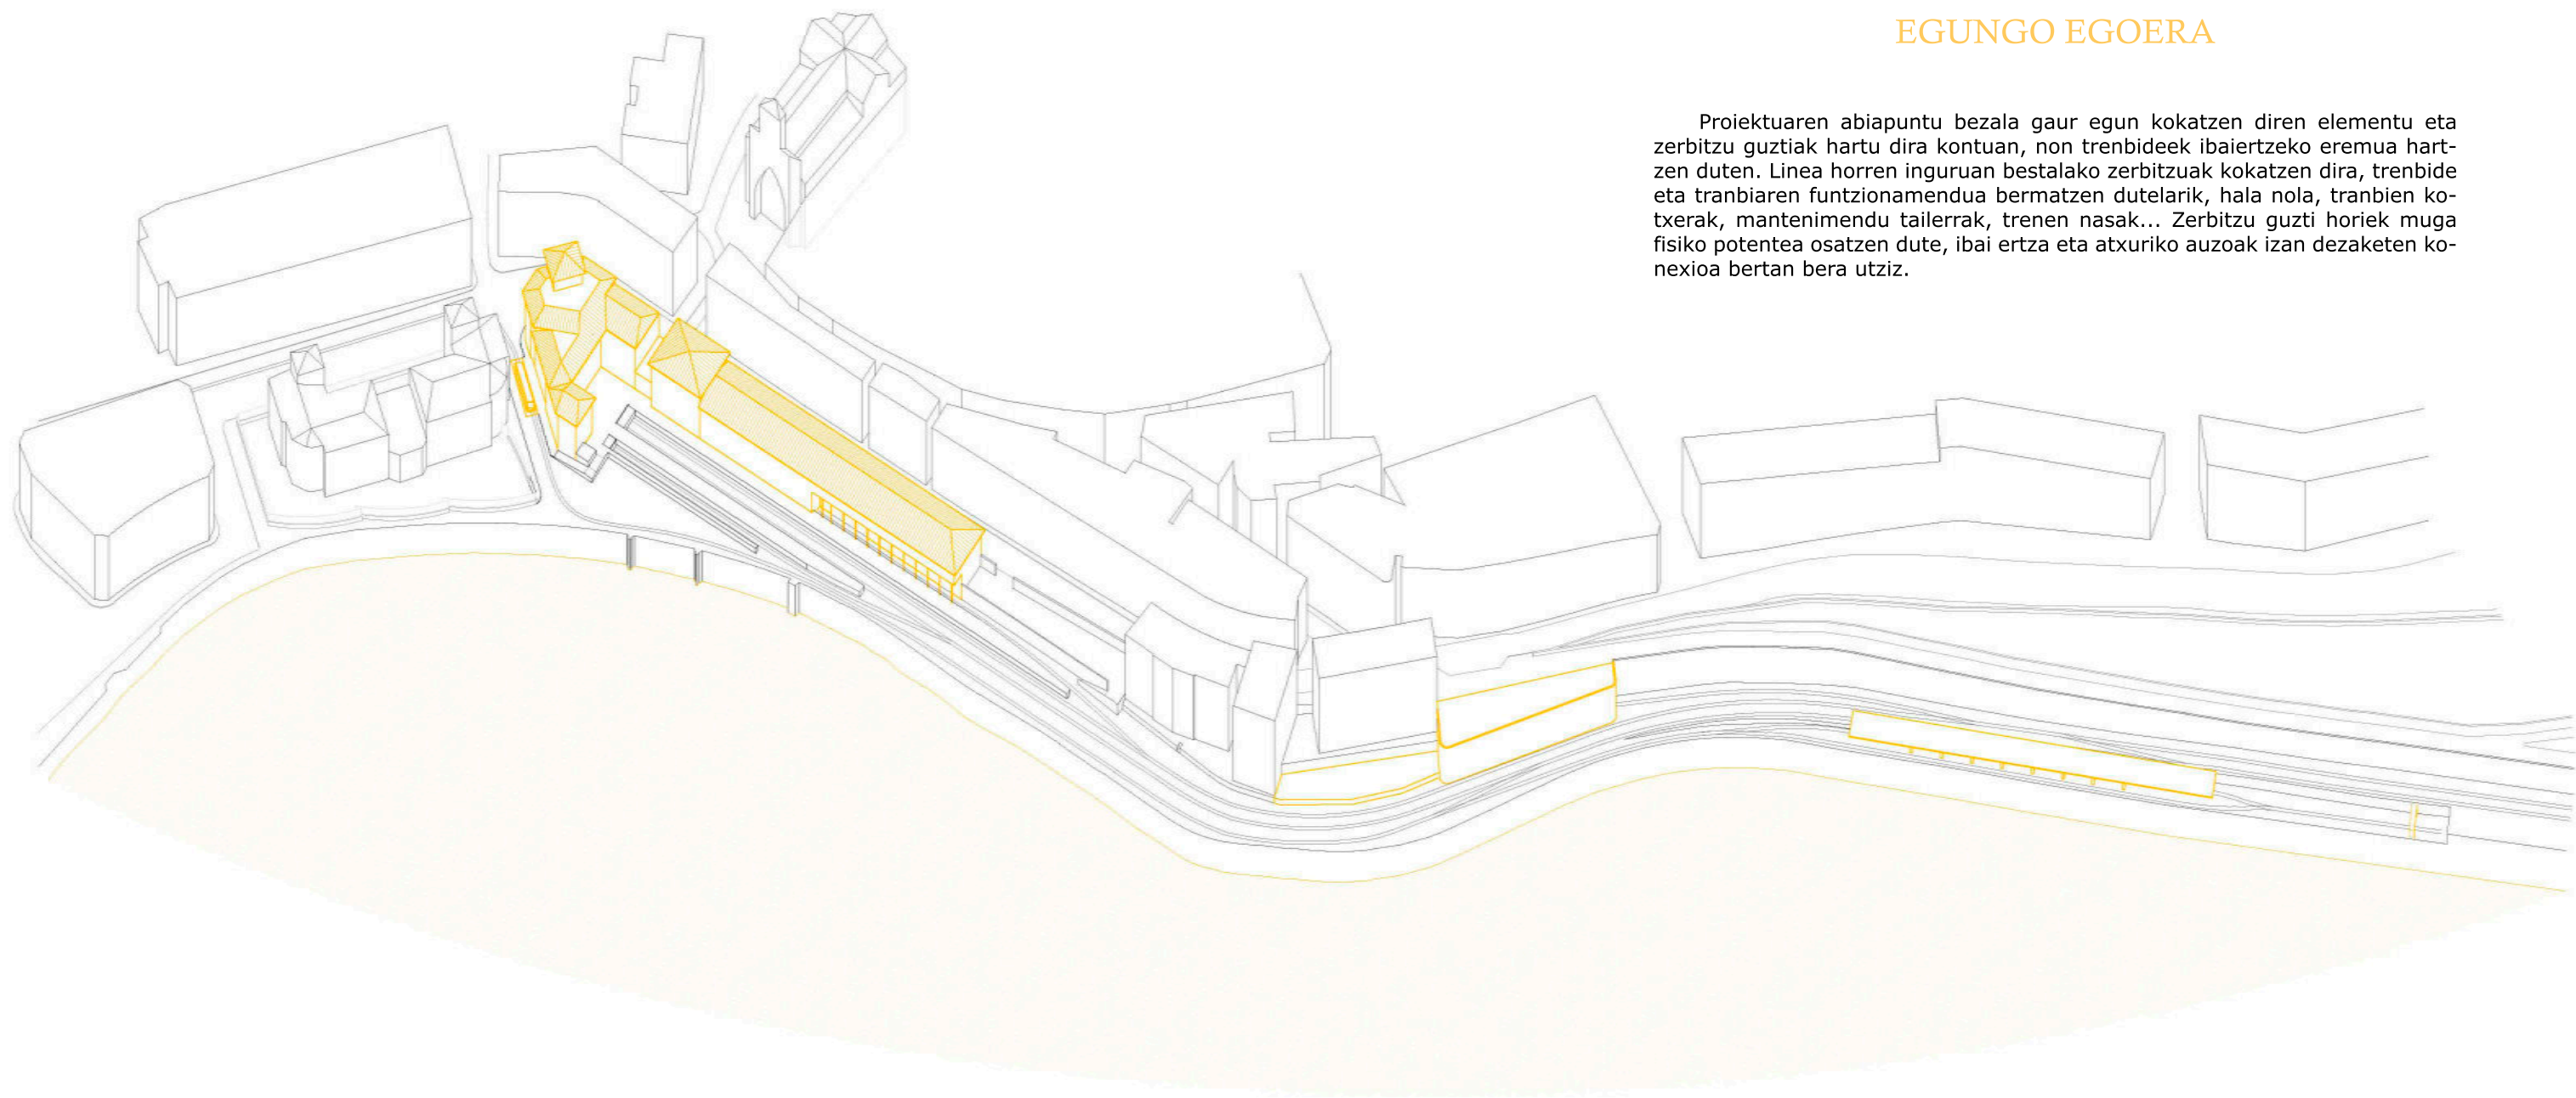 EGUNGO EGOERA
Proiektuaren abiapuntu bezala gaur egun kokatzen diren elementu eta
zerbitzu guztiak hartu dira kontuan, non trenbideek ibaiertzeko eremua hart-
zen duten. Linea horren inguruan bestalako zerbitzuak kokatzen dira, trenbide
eta tranbiaren funtzionamendua bermatzen dutelarik, hala nola, tranbien ko-
txerak, mantenimendu tailerrak, trenen nasak... Zerbitzu guzti horiek muga
fisiko potentea osatzen dute, ibai ertza eta atxuriko auzoak izan dezaketen ko-
nexioa bertan bera utziz.